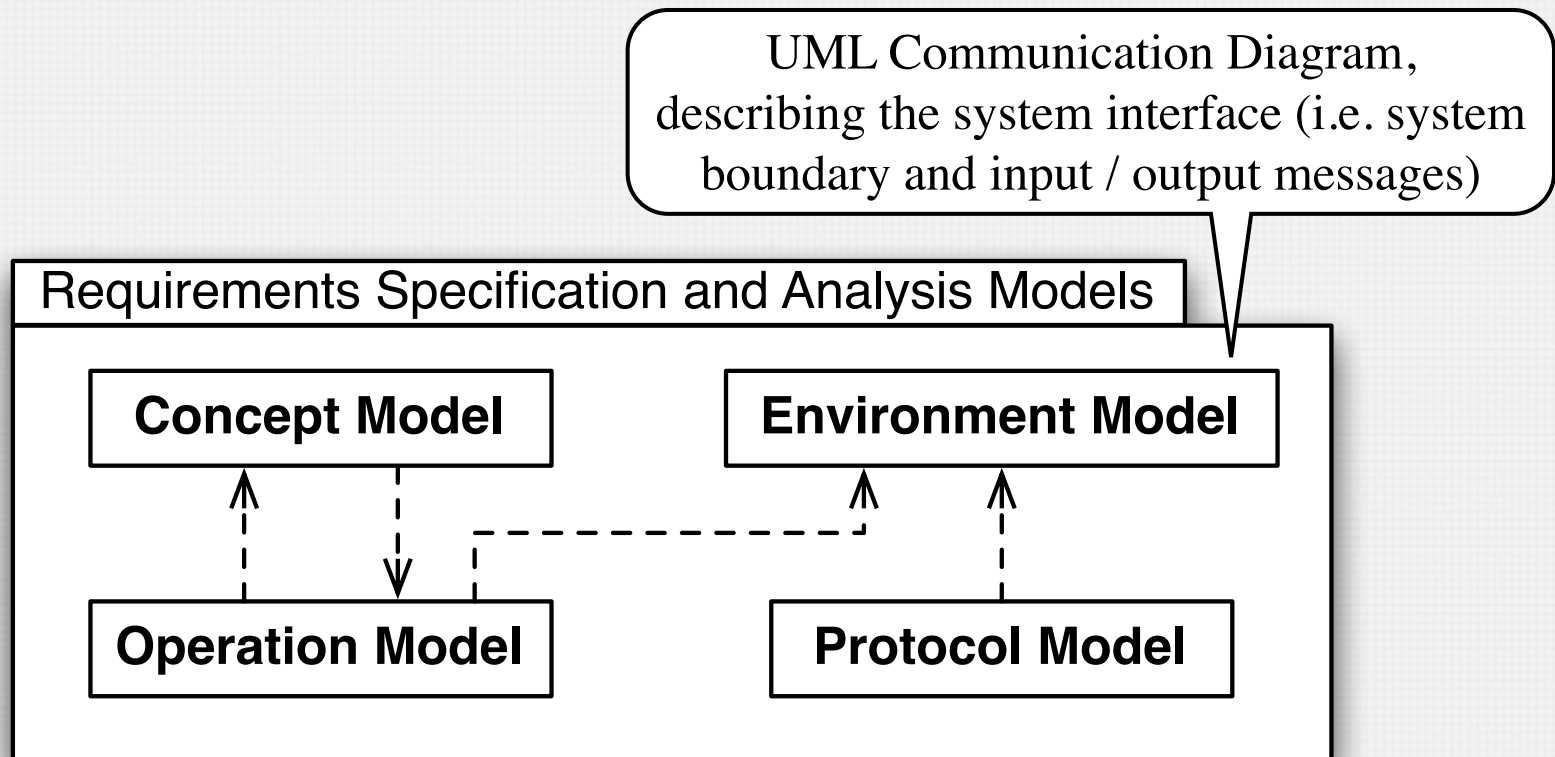 UML Communication Diagram,
describing the system interface (i.e. system
boundary and input / output messages)
Requirements Specification and Analysis Models
Concept Model
Environment Model
Operation Model
Protocol Model